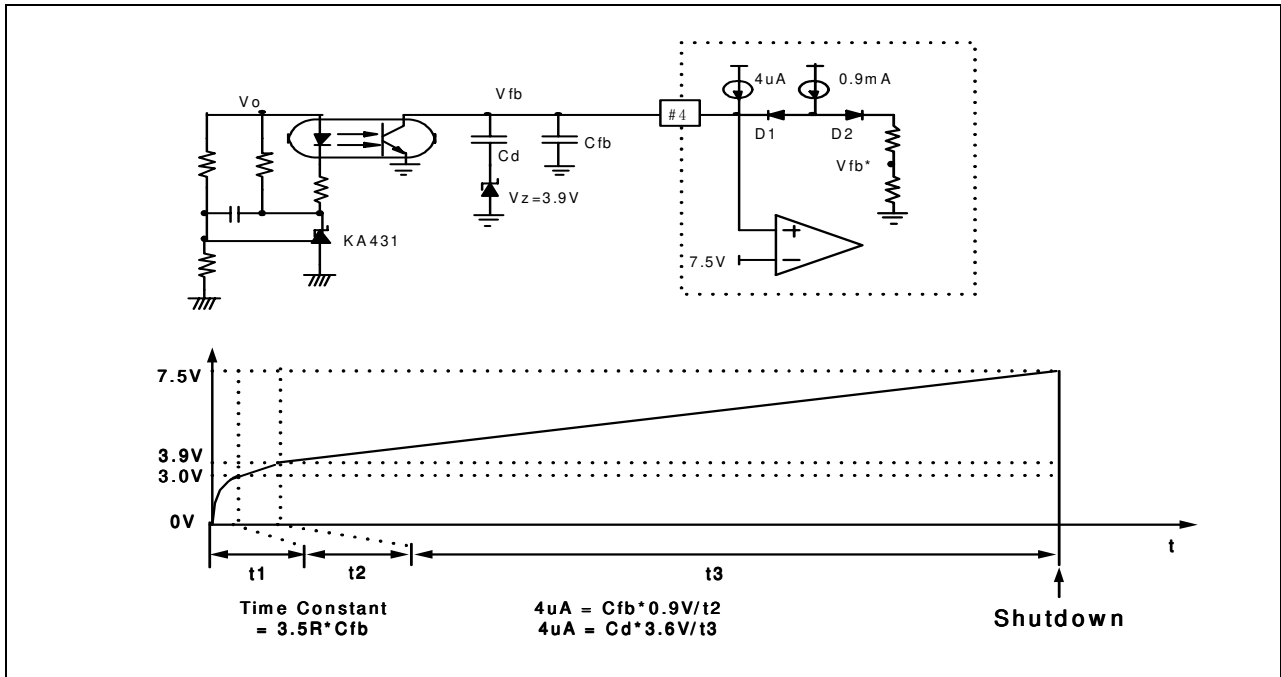 4uA 0.9mA
Vo Vfb
#4
D1 D2
Cd Cfb
Vfb*
Vz=3.9V
KA431
+
7.5V −
7.5V
3.9V
3.0V
0V
t
t1 t2 t3
Time Constant
= 3.5R*Cfb
4uA = Cfb*0.9V/t2
4uA = Cd*3.6V/t3
Shutdown